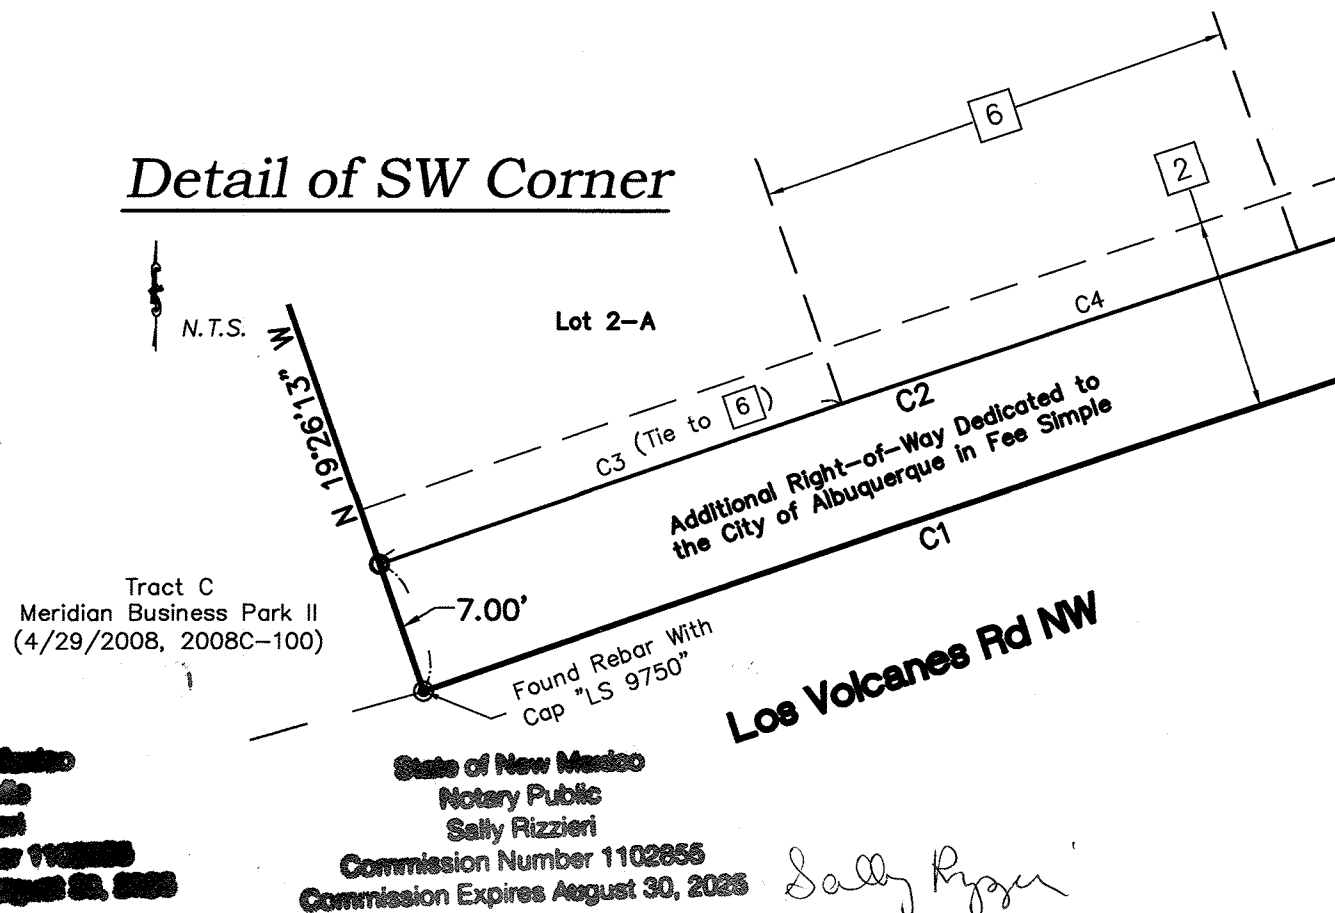 6
2
Detail of SW Corner
N.T.S.
Lot 2-A
C4
N 19°26'13" W
C2
C3 (Tie to 6)
Additional Right-of-Way Dedicated to
the City of Albuquerque in Fee Simple
C1
Tract C
Meridian Business Park II
(4/29/2008, 2008C-100)
7.00'
Found Rebar With
Cap "LS 9750"
Los Volcanes Rd NW
State of New Mexico
Notary Public
Sally Rizzieri
Commission Number 1102855
Commission Expires August 30, 2025
Sally Rizzieri